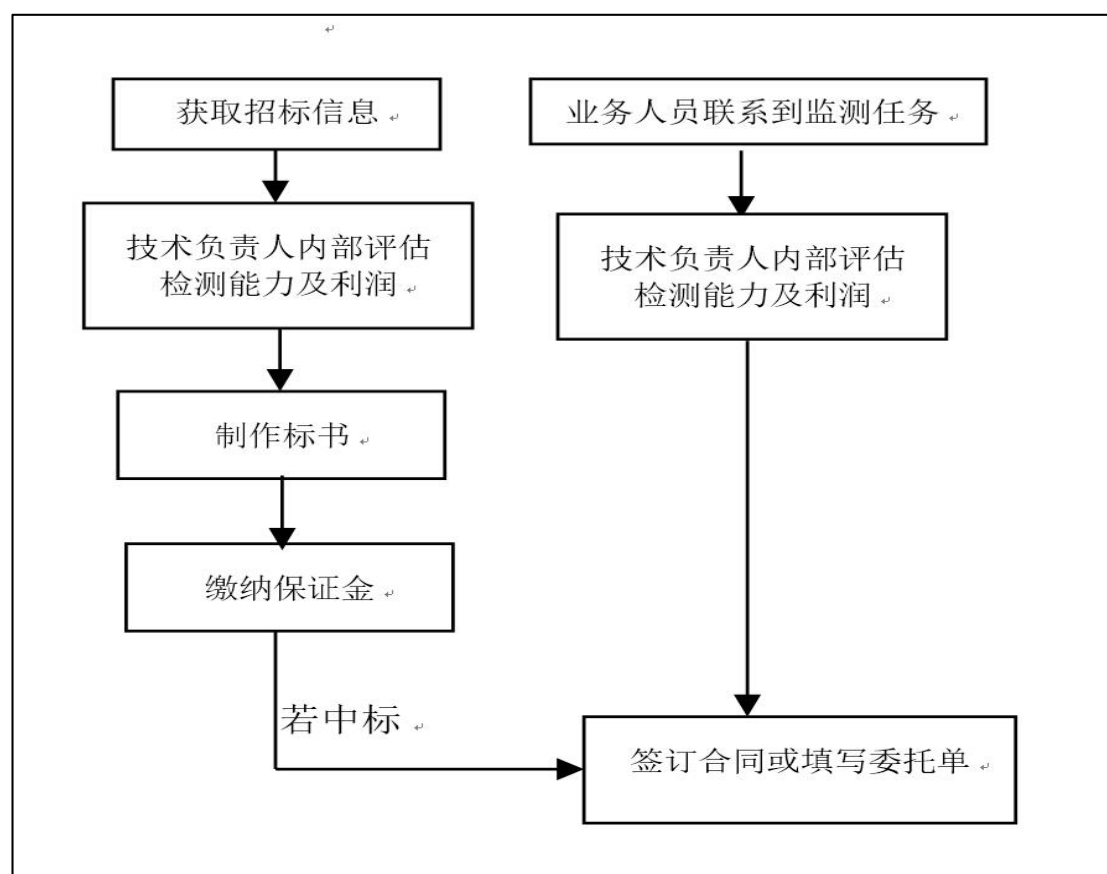 获取招标信息
技术负责人内部评估
检测能力及利润
制作标书
缴纳保证金
若中标
业务人员联系到监测任务
技术负责人内部评估
检测能力及利润
签订合同或填写委托单